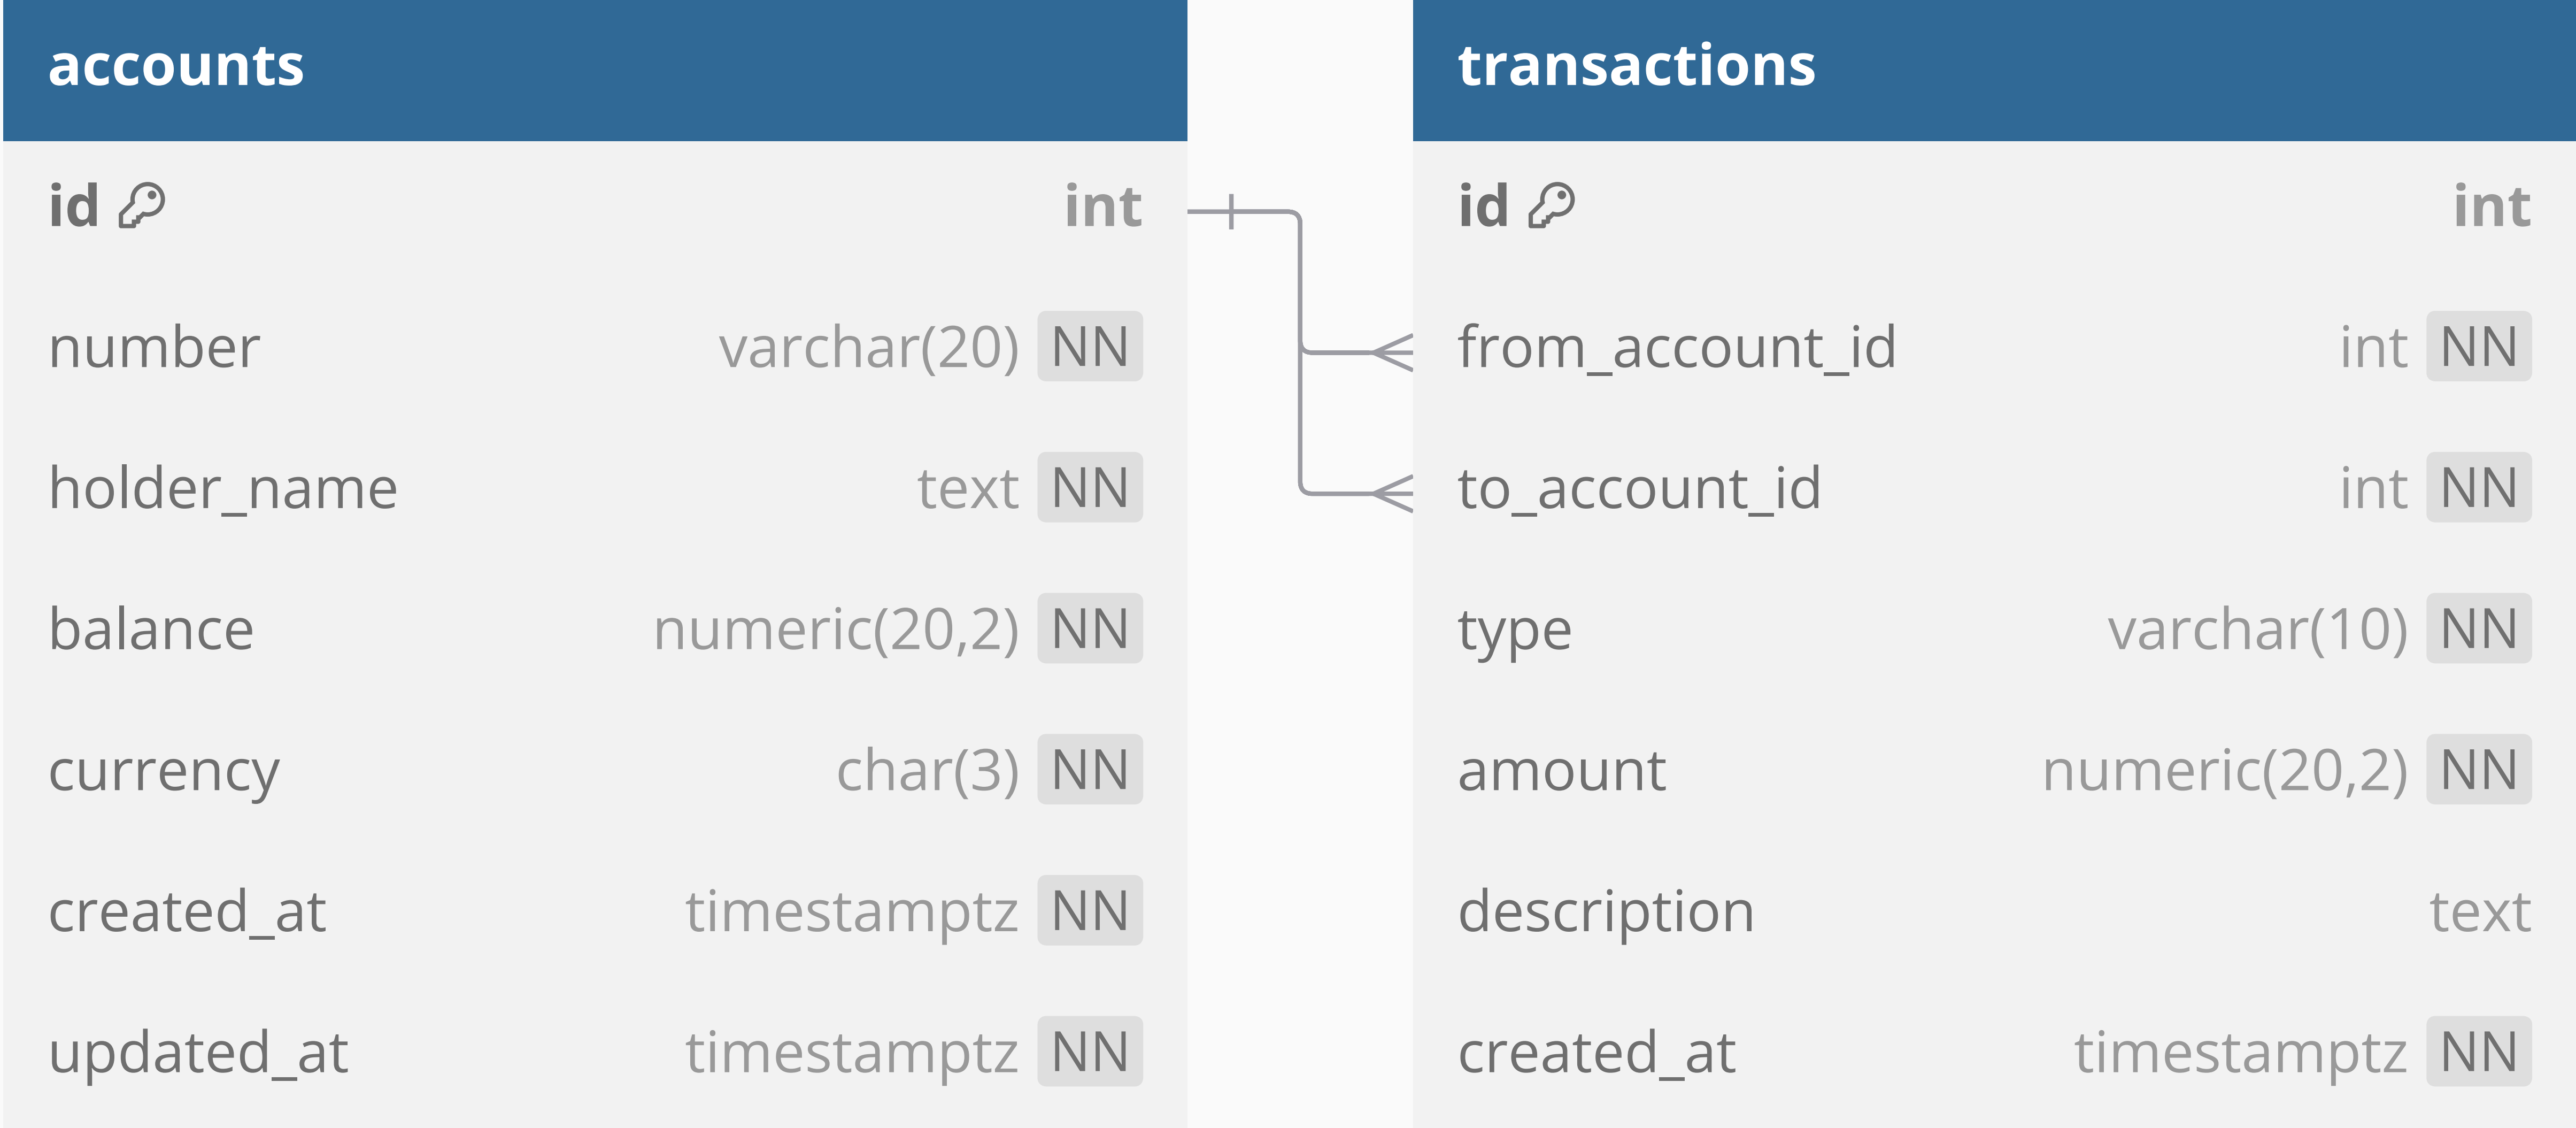 accounts
id int
number varchar(20) NN
holder_name text NN
balance numeric(20,2) NN
currency char(3) NN
created_at timestamptz NN
updated_at timestamptz NN
transactions
id int
from_account_id int NN
to_account_id int NN
type varchar(10) NN
amount numeric(20,2) NN
description text
created_at timestamptz NN